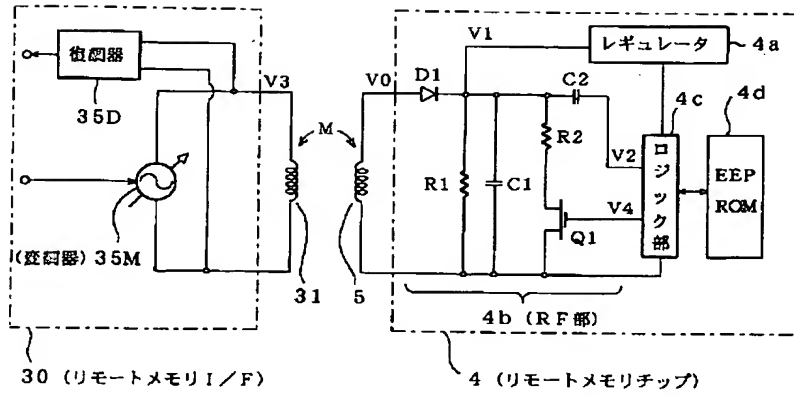 復調器
35D
V3
(変調器) 35M
31
M
5
V0
D1
V1
レギュレータ
4a
C2
4c
4d
R2
R1
C1
V2
V4
Q1
ロジック部
EEP
ROM
4b (RF部)
30 (リモートメモリI/F)
4 (リモートメモリチップ)